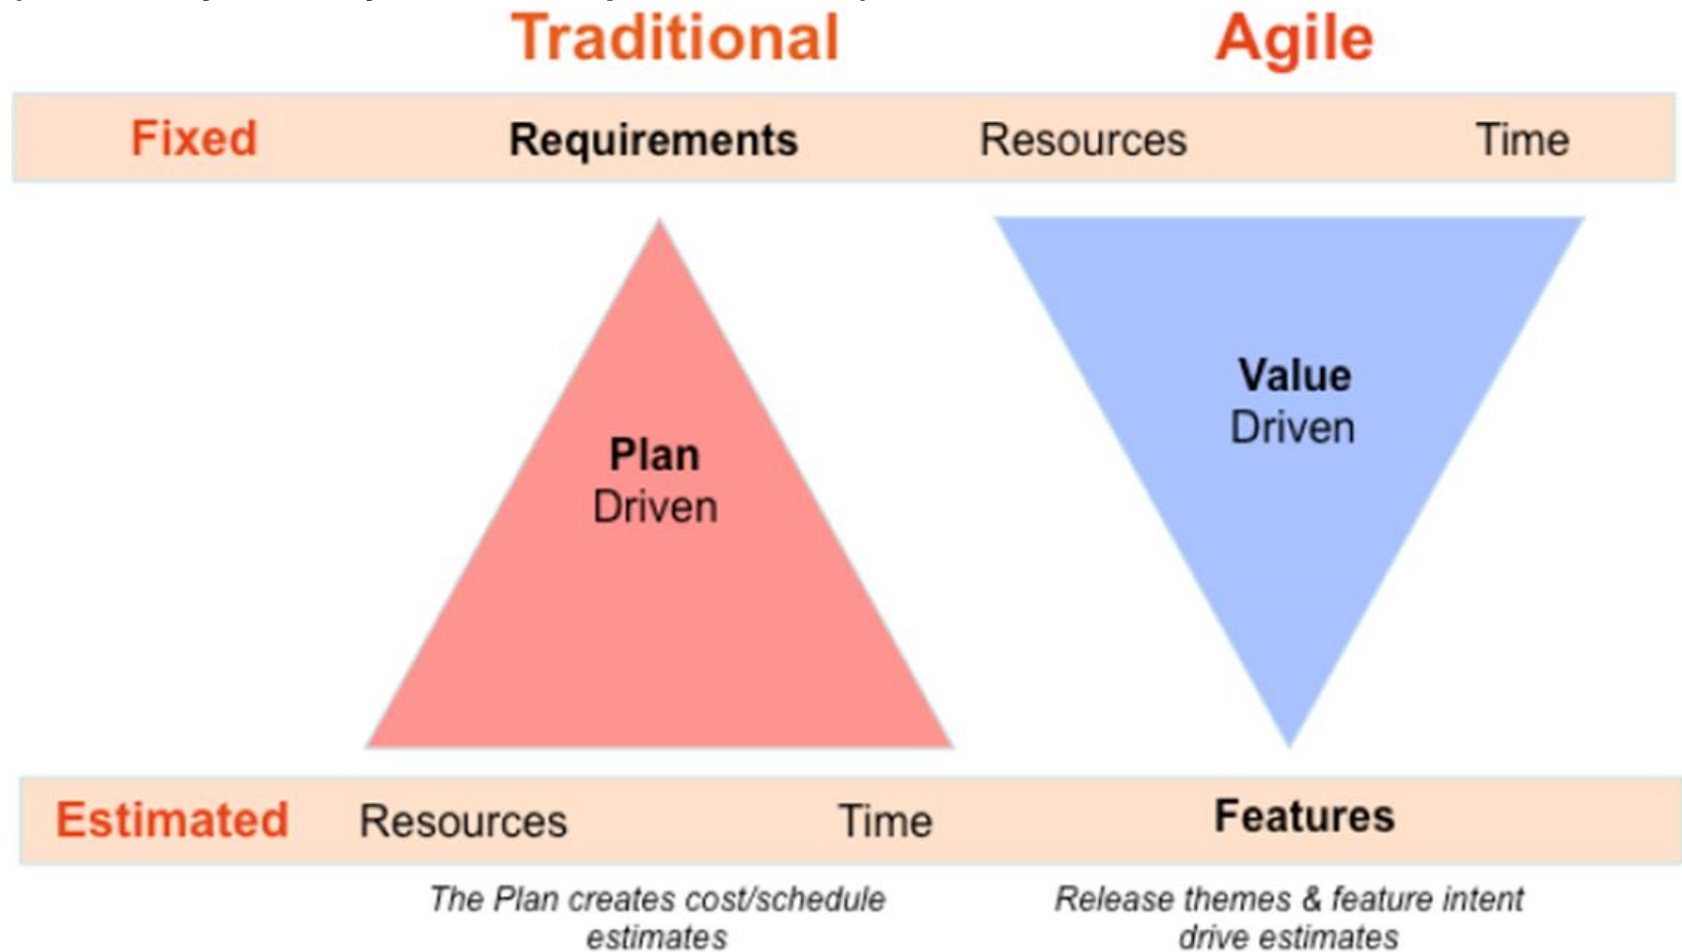 Traditional Agile
Fixed Requirements Resources Time
Plan
Driven
Value
Driven
Estimated Resources Time Features
The Plan creates cost/schedule
estimates
Release themes & feature intent
drive estimates